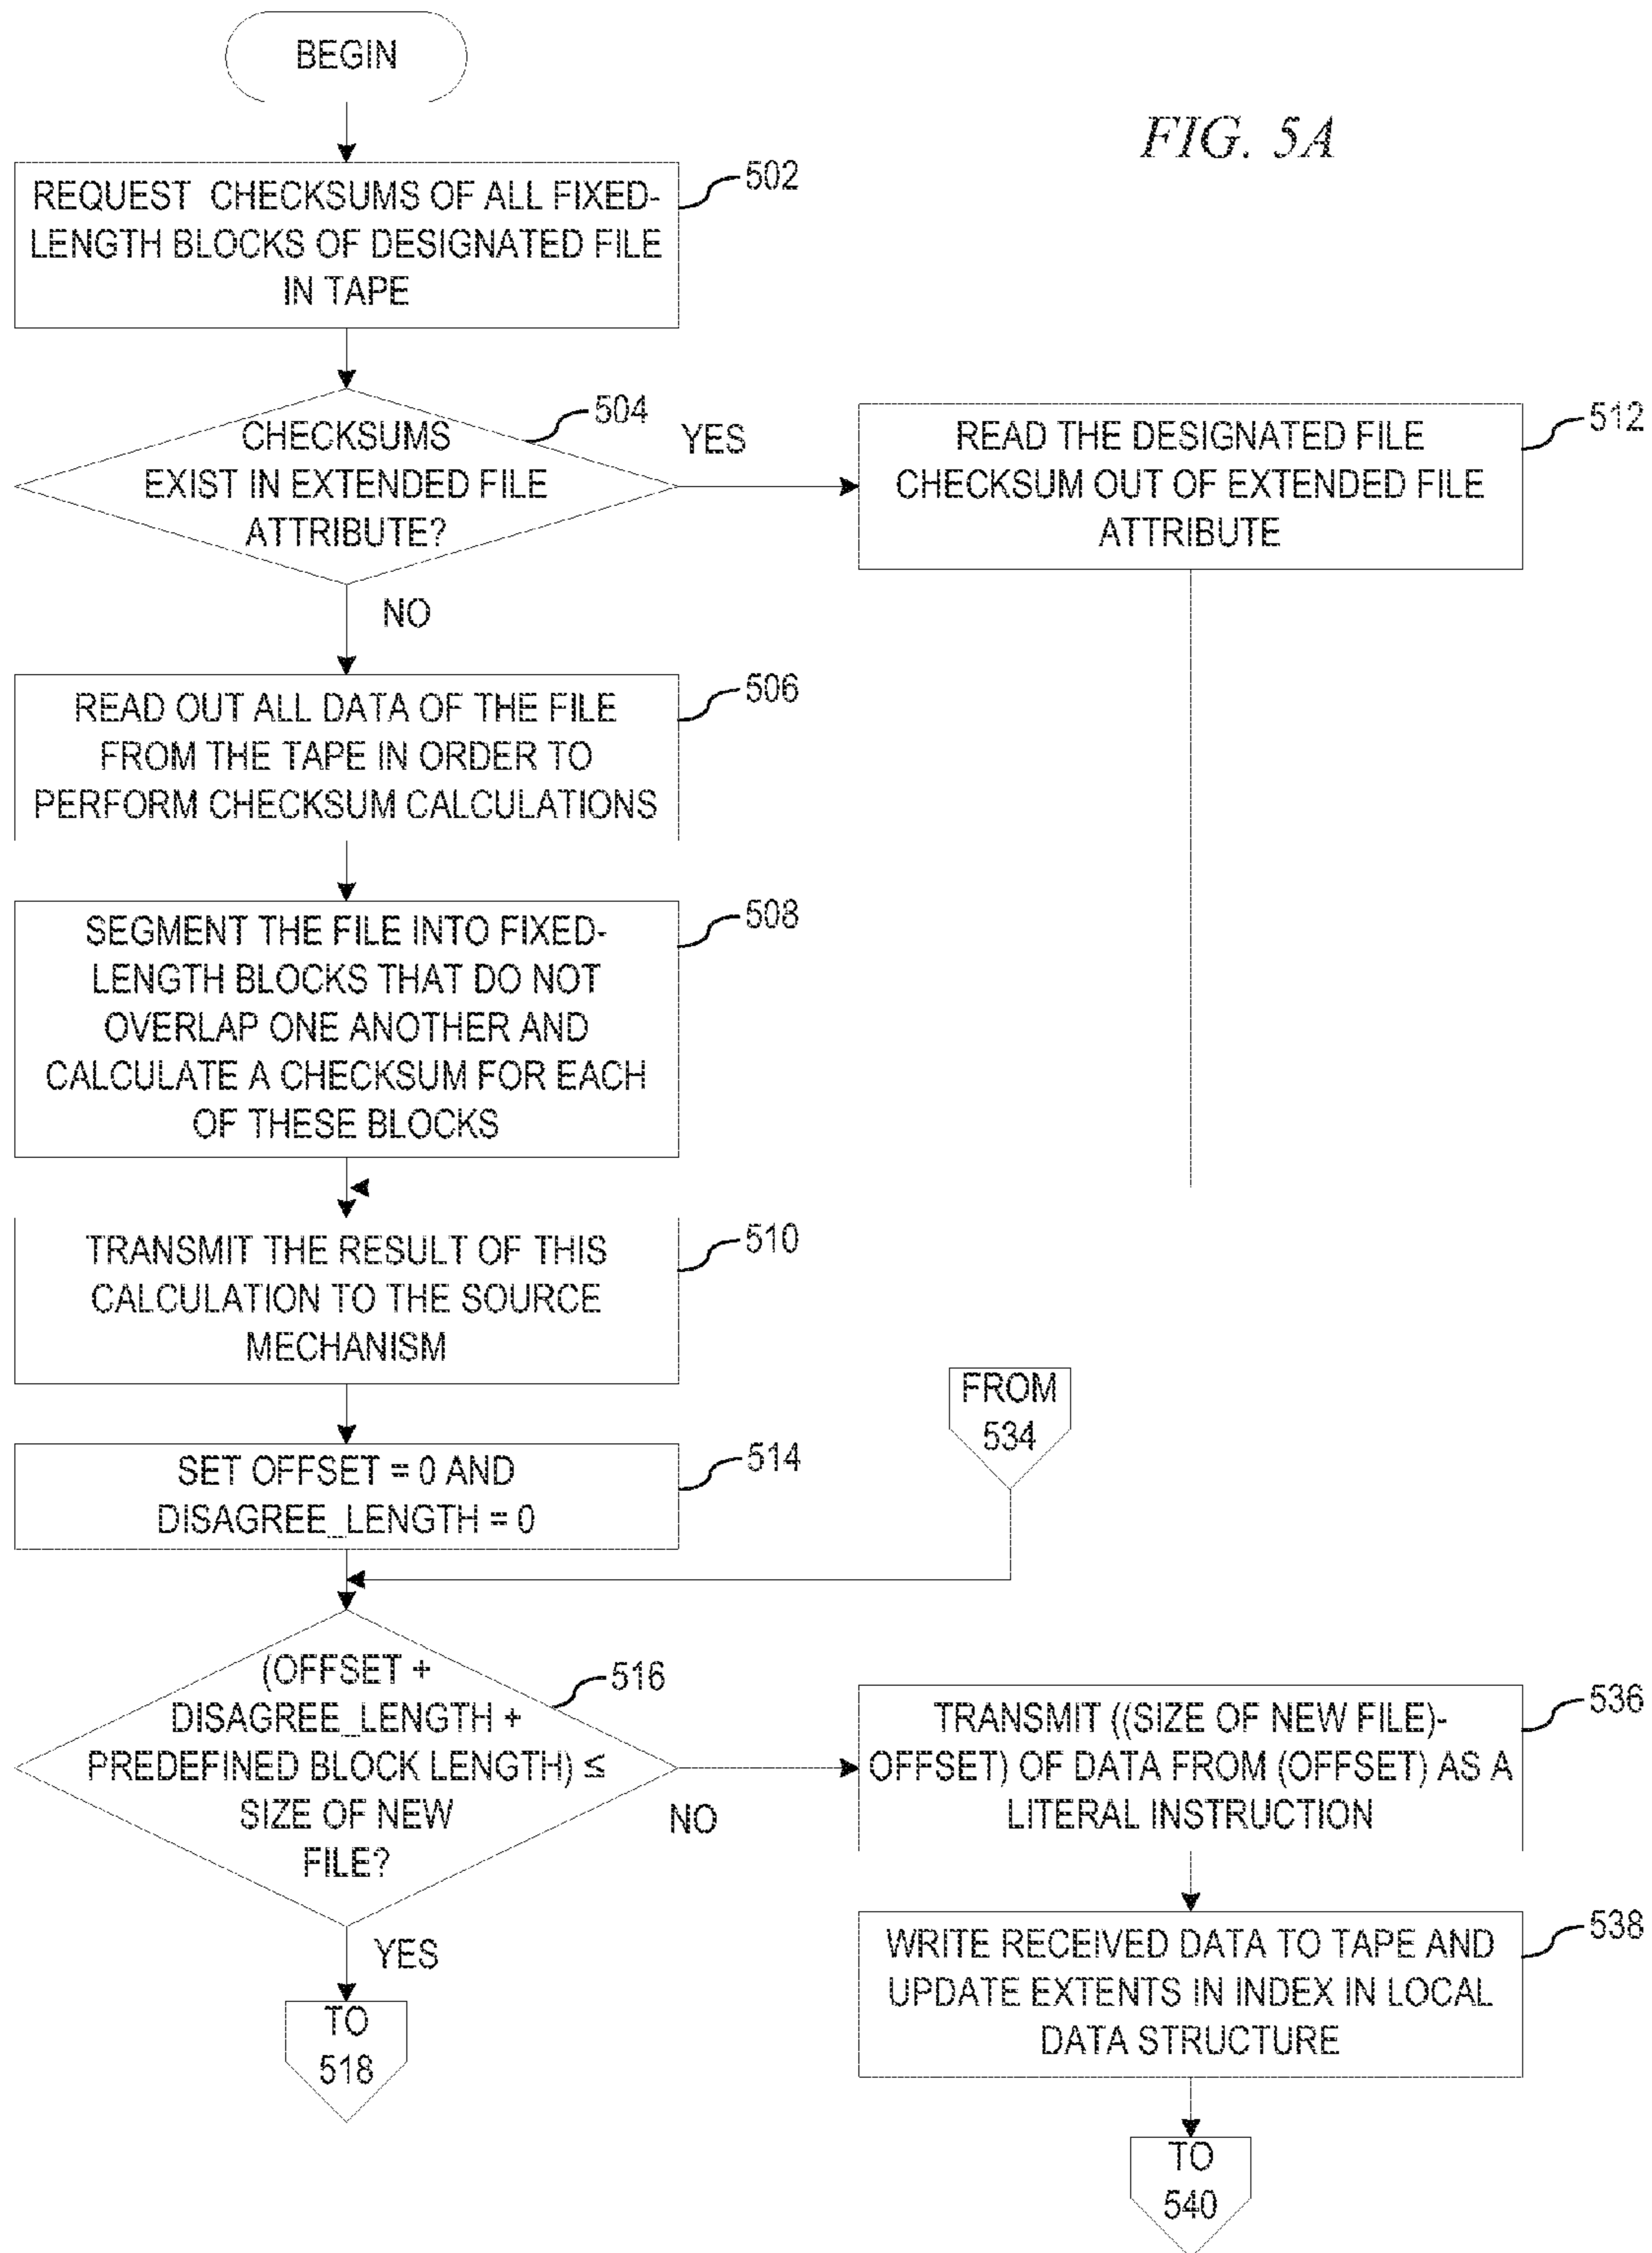 BEGIN
FIG. 5A
REQUEST CHECKSUMS OF ALL FIXED-
LENGTH BLOCKS OF DESIGNATED FILE
IN TAPE
502
CHECKSUMS
EXIST IN EXTENDED FILE
ATTRIBUTE?
504
YES
NO
READ THE DESIGNATED FILE
CHECKSUM OUT OF EXTENDED FILE
ATTRIBUTE
512
READ OUT ALL DATA OF THE FILE
FROM THE TAPE IN ORDER TO
PERFORM CHECKSUM CALCULATIONS
506
SEGMENT THE FILE INTO FIXED-
LENGTH BLOCKS THAT DO NOT
OVERLAP ONE ANOTHER AND
CALCULATE A CHECKSUM FOR EACH
OF THESE BLOCKS
508
TRANSMIT THE RESULT OF THIS
CALCULATION TO THE SOURCE
MECHANISM
510
FROM
534
SET OFFSET = 0 AND
DISAGREE_LENGTH = 0
514
(OFFSET +
DISAGREE_LENGTH +
PREDEFINED BLOCK LENGTH) ≤
SIZE OF NEW
FILE?
516
NO
YES
TO
518
TRANSMIT ((SIZE OF NEW FILE)-
OFFSET) OF DATA FROM (OFFSET) AS A
LITERAL INSTRUCTION
536
WRITE RECEIVED DATA TO TAPE AND
UPDATE EXTENTS IN INDEX IN LOCAL
DATA STRUCTURE
538
TO
540